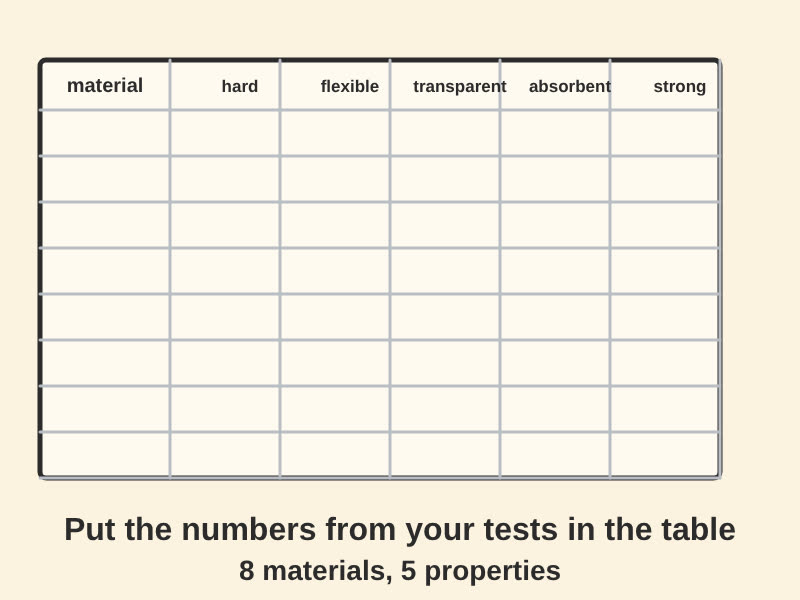 material hard flexible transparent absorbent strong
Put the numbers from your tests in the table
8 materials, 5 properties